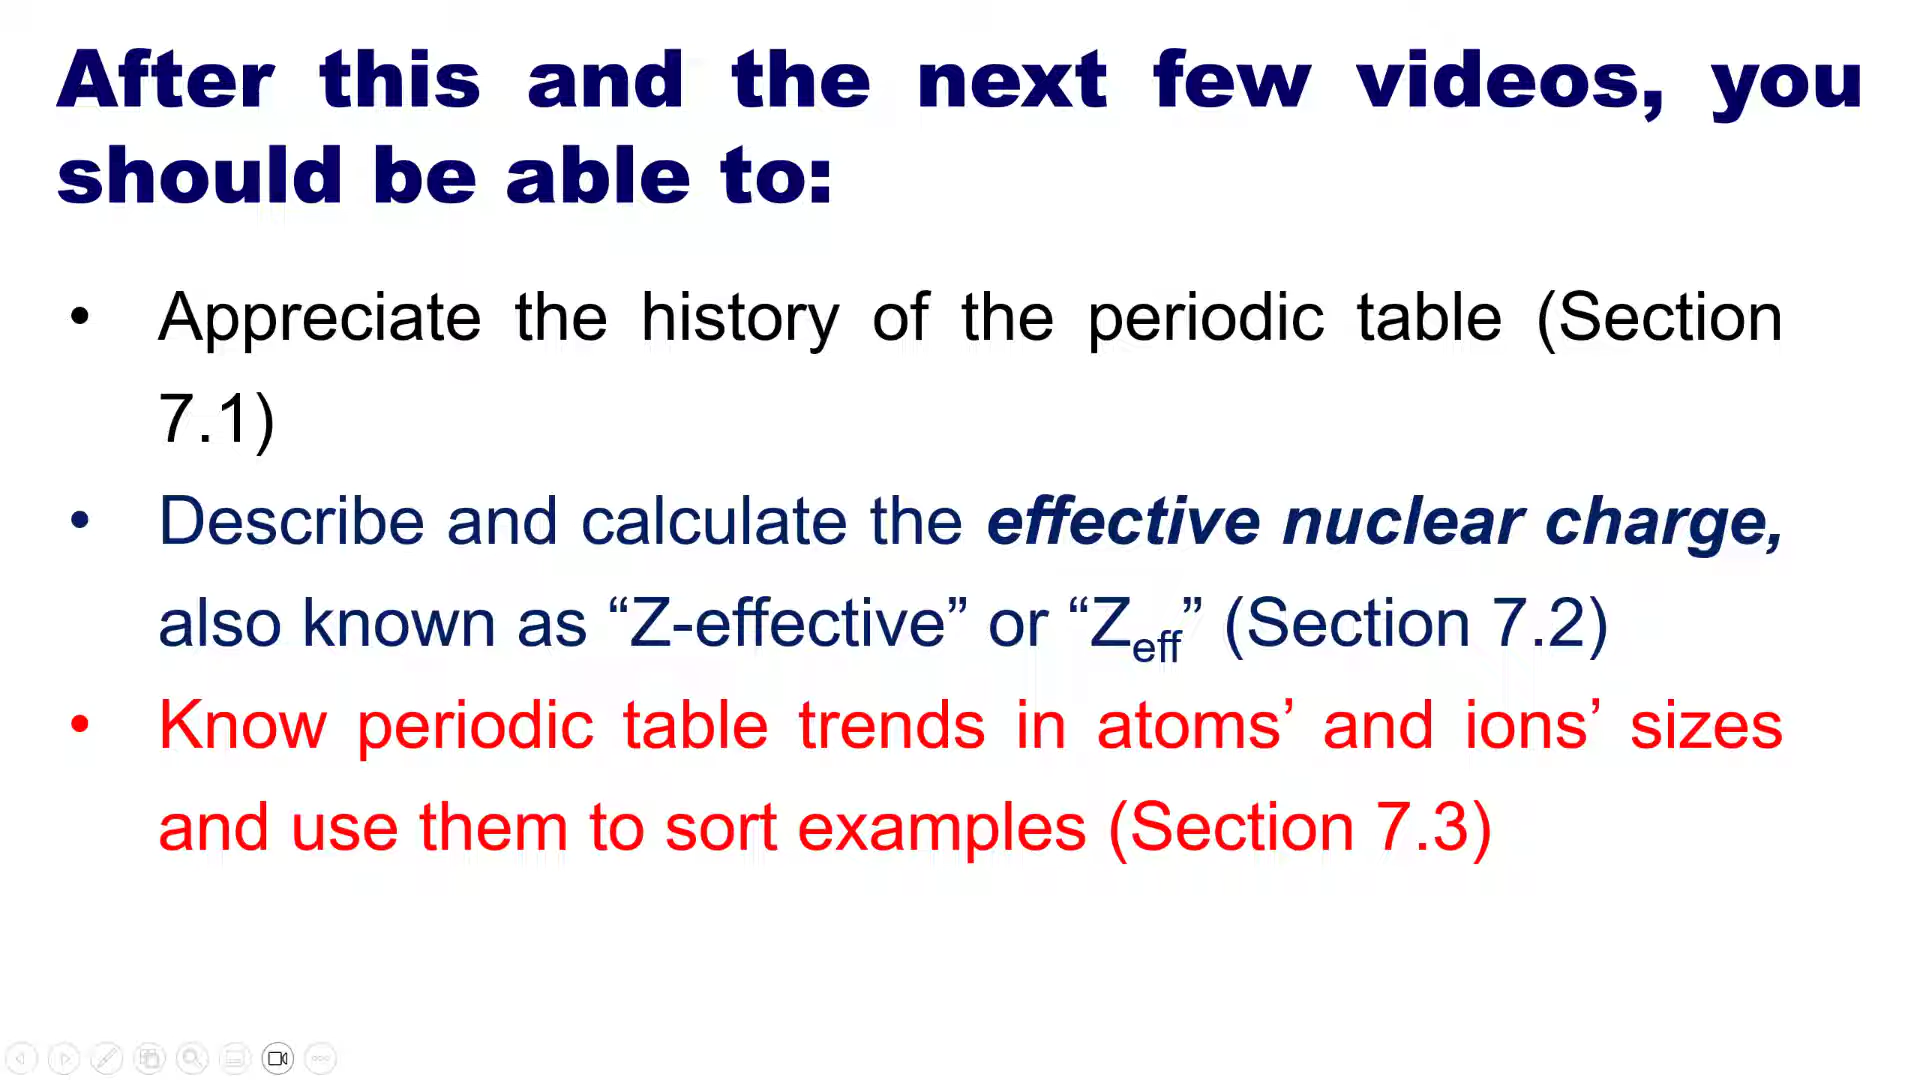 After this and the next few videos, you
should be able to:
• Appreciate the history of the periodic table (Section
7.1)
• Describe and calculate the effective nuclear charge,
also known as “Z-effective” or “Zeff” (Section 7.2)
• Know periodic table trends in atoms’ and ions’ sizes
and use them to sort examples (Section 7.3)